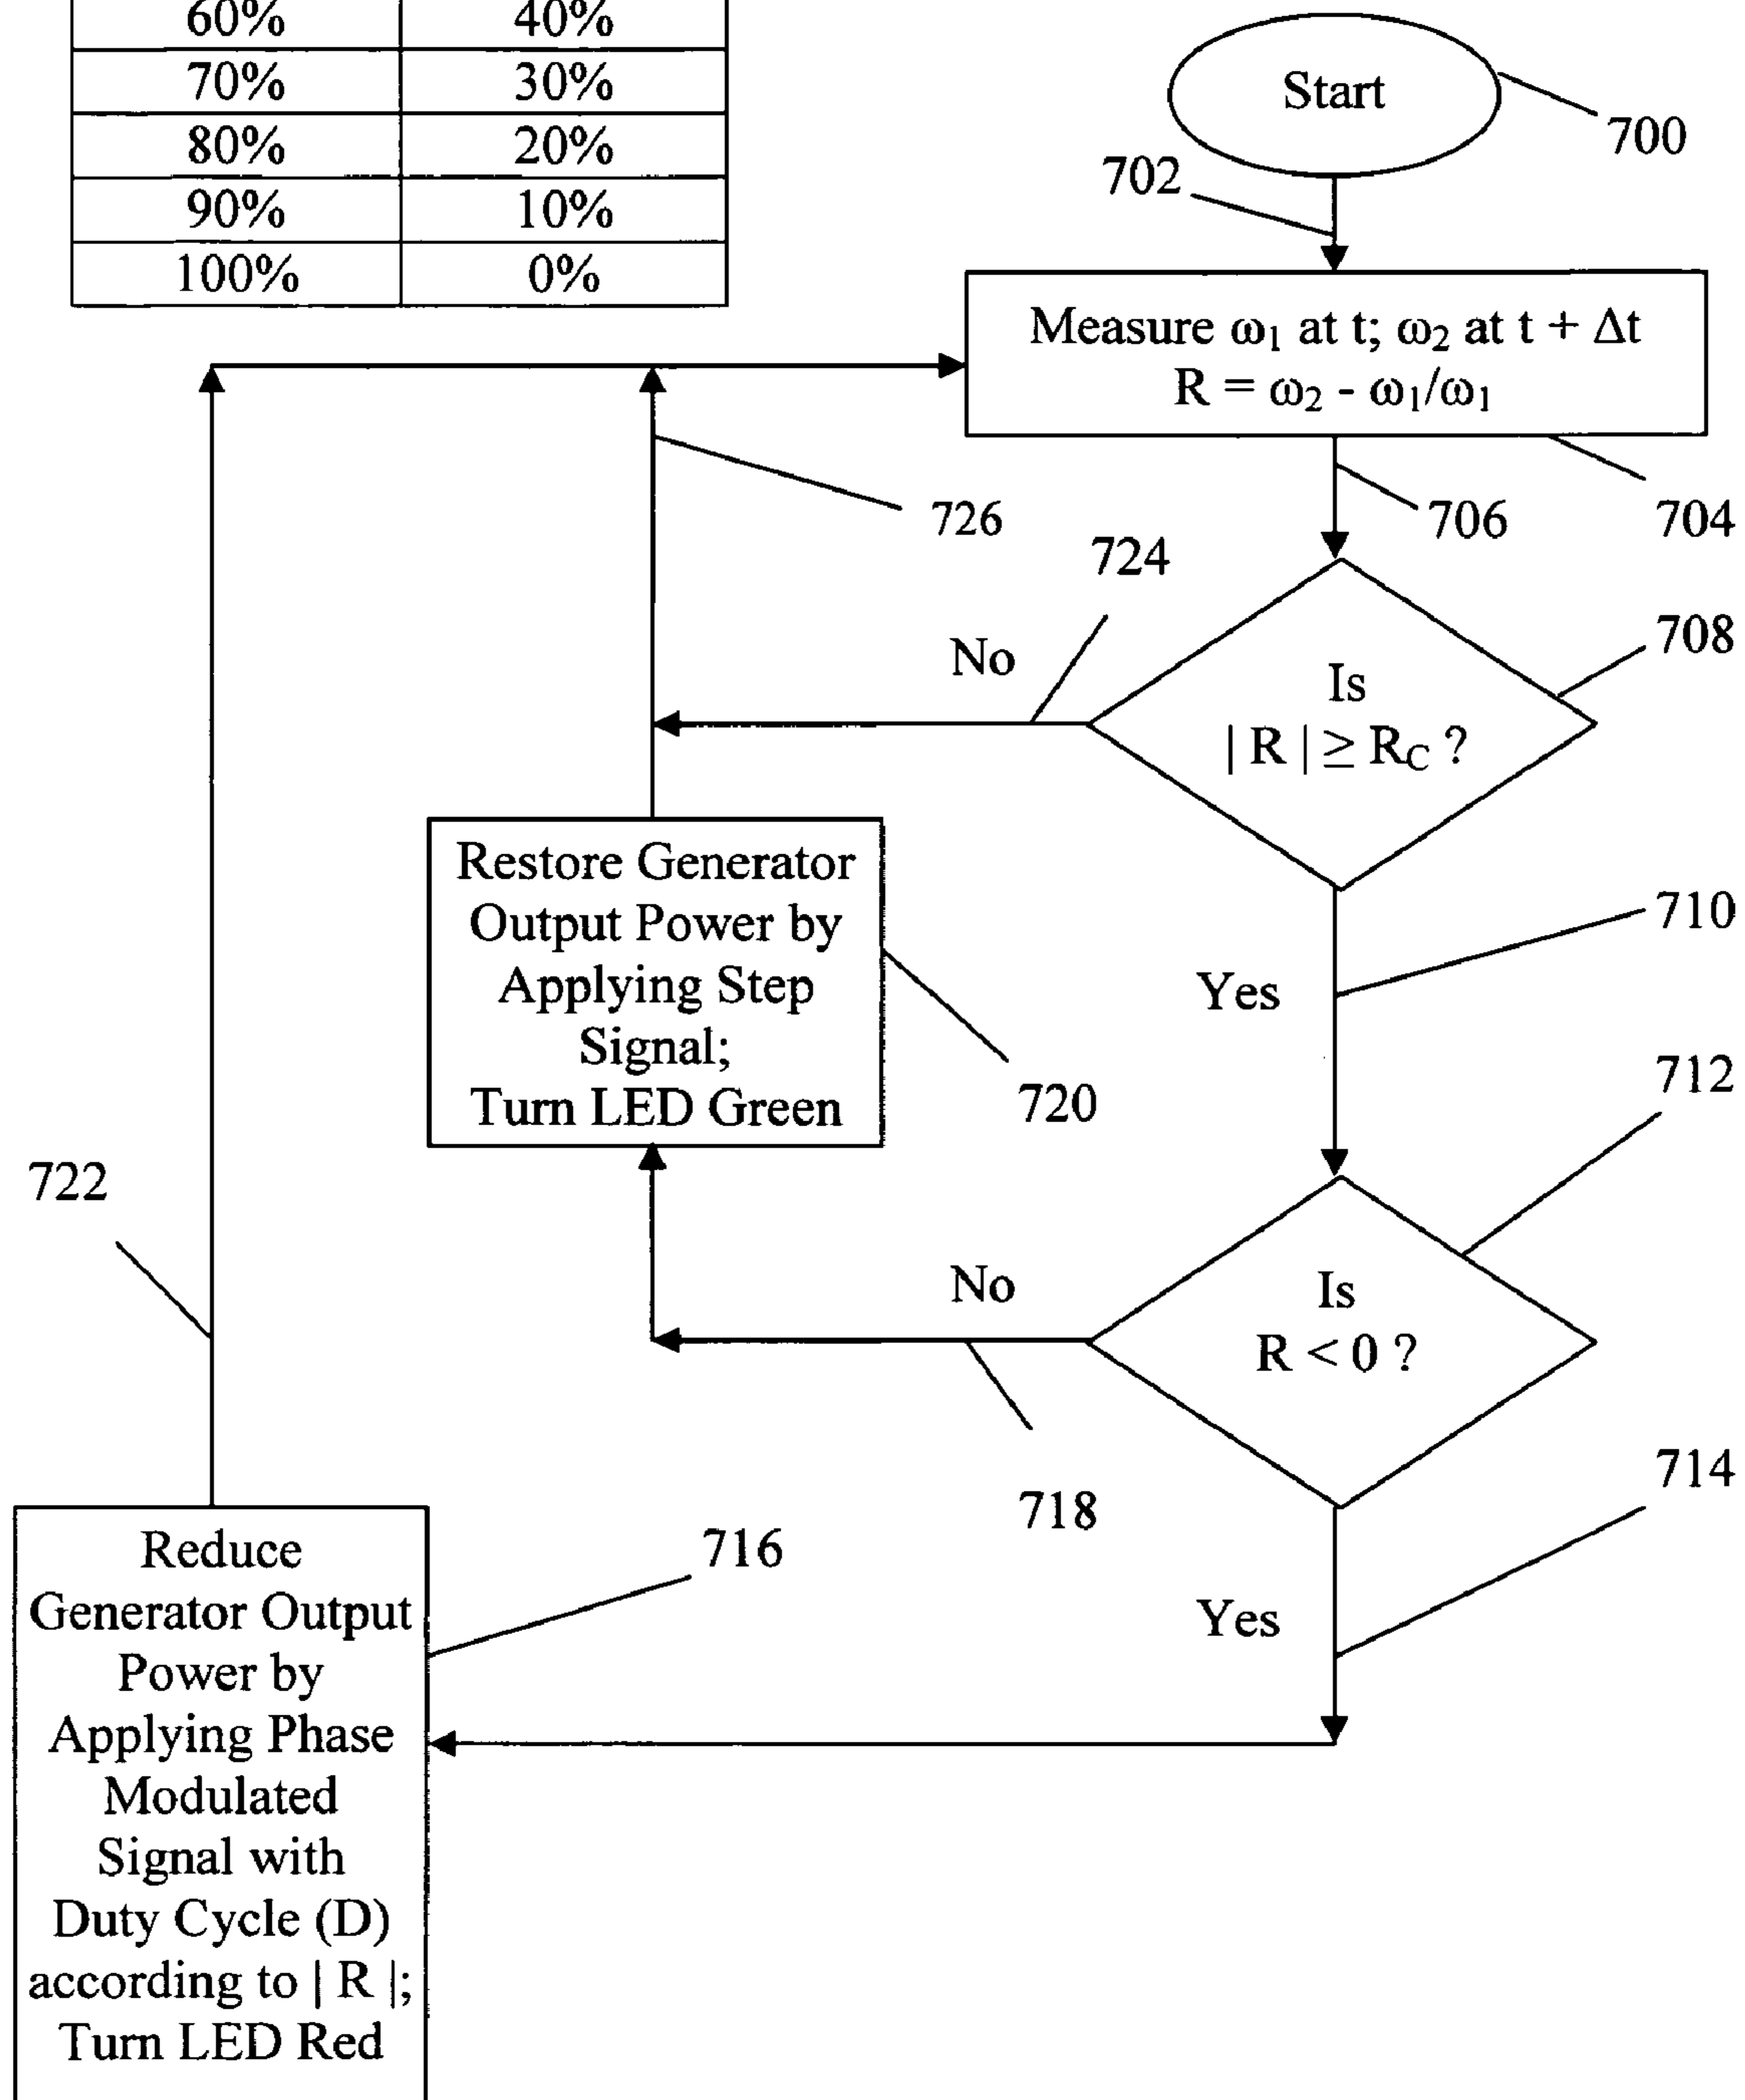 60% 40%
70% 30%
80% 20%
90% 10%
100% 0%
Start
700
702
Measure ω₁ at t; ω₂ at t + Δt
R = ω₂ - ω₁/ω₁
704
706
726
724
No
708
Is
| R | ≥ R_C ?
Restore Generator
Output Power by
Applying Step
Signal;
Turn LED Green
720
710
Yes
712
722
No
Is
R < 0 ?
718
714
Yes
716
Reduce
Generator Output
Power by
Applying Phase
Modulated
Signal with
Duty Cycle (D)
according to | R |;
Turn LED Red